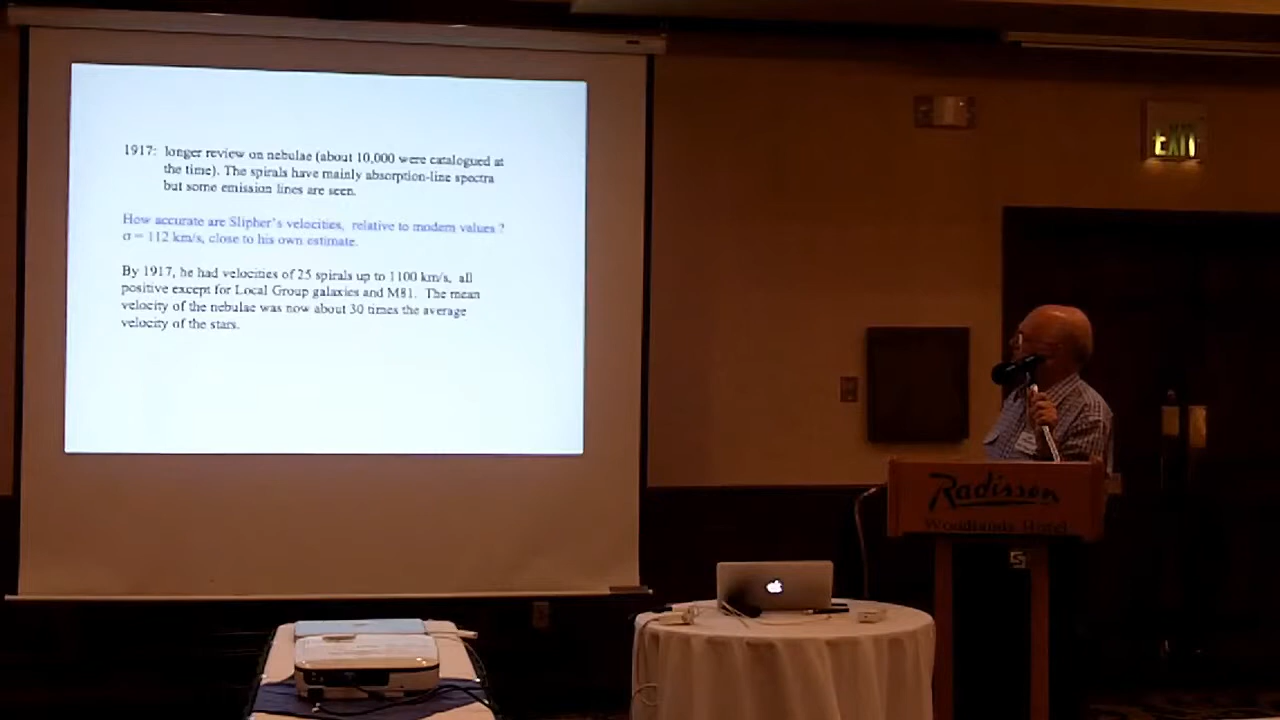 1917: longer review on nebulae (about 10,000 were catalogued at
the time). The spirals have mainly absorption-line spectra
but some emission lines are seen.
How accurate are Slipher's velocities, relative to modern values ?
σ = 112 km/s, close to his own estimate.
By 1917, he had velocities of 25 spirals up to 1100 km/s, all
positive except for Local Group galaxies and M81. The mean
velocity of the nebulae was now about 30 times the average
velocity of the stars.
EXIT
Radisson
Woodlands Hotel